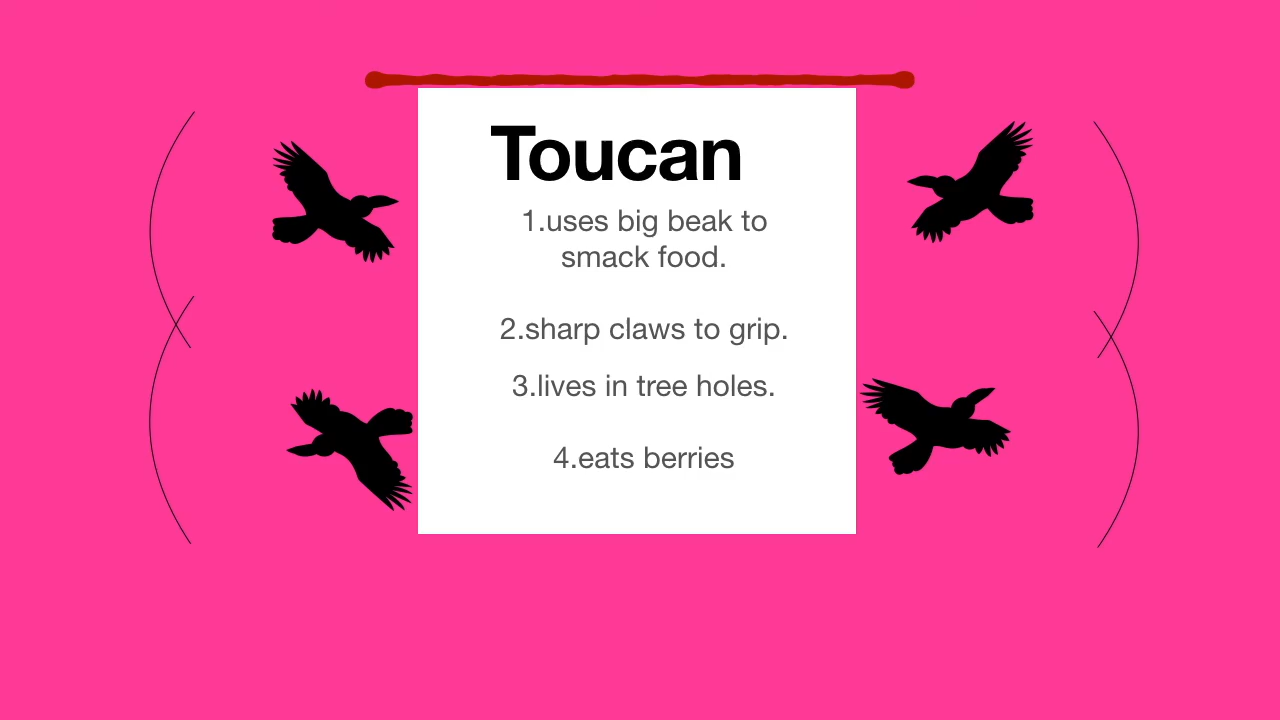 Toucan
1.uses big beak to
smack food.
2.sharp claws to grip.
3.lives in tree holes.
4.eats berries